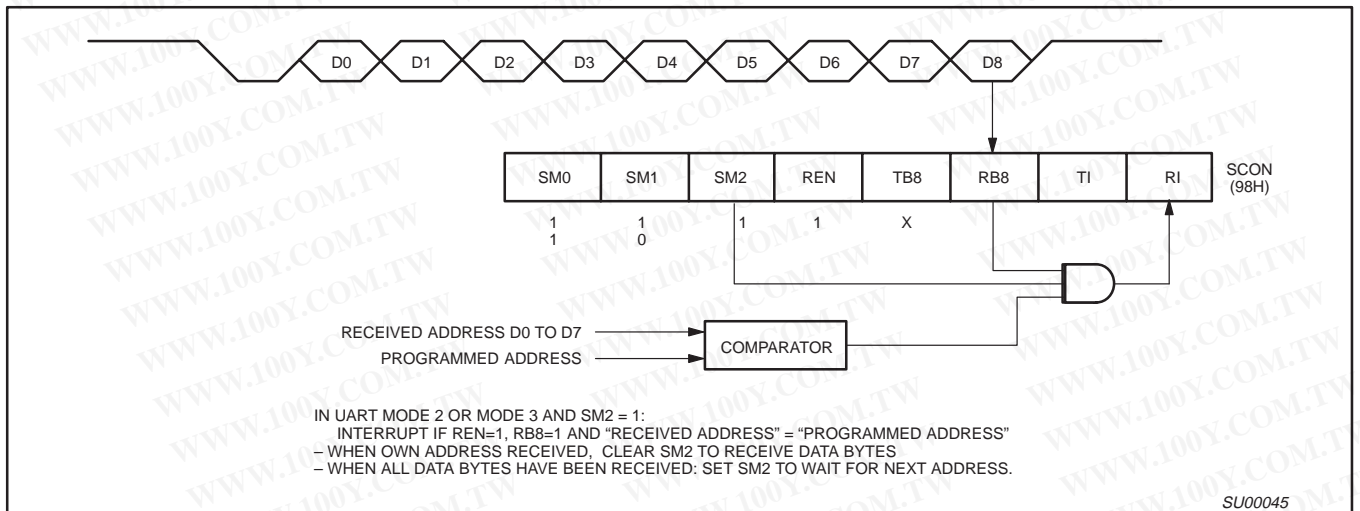 D0 D1 D2 D3 D4 D5 D6 D7 D8
SM0 SM1 SM2 REN TB8 RB8 TI RI
SCON
(98H)
1 1 1 1 X
1 0
RECEIVED ADDRESS D0 TO D7
PROGRAMMED ADDRESS
COMPARATOR
IN UART MODE 2 OR MODE 3 AND SM2 = 1:
INTERRUPT IF REN=1, RB8=1 AND “RECEIVED ADDRESS” = “PROGRAMMED ADDRESS”
– WHEN OWN ADDRESS RECEIVED, CLEAR SM2 TO RECEIVE DATA BYTES
– WHEN ALL DATA BYTES HAVE BEEN RECEIVED: SET SM2 TO WAIT FOR NEXT ADDRESS.
SU00045
WWW.100Y.COM.TW